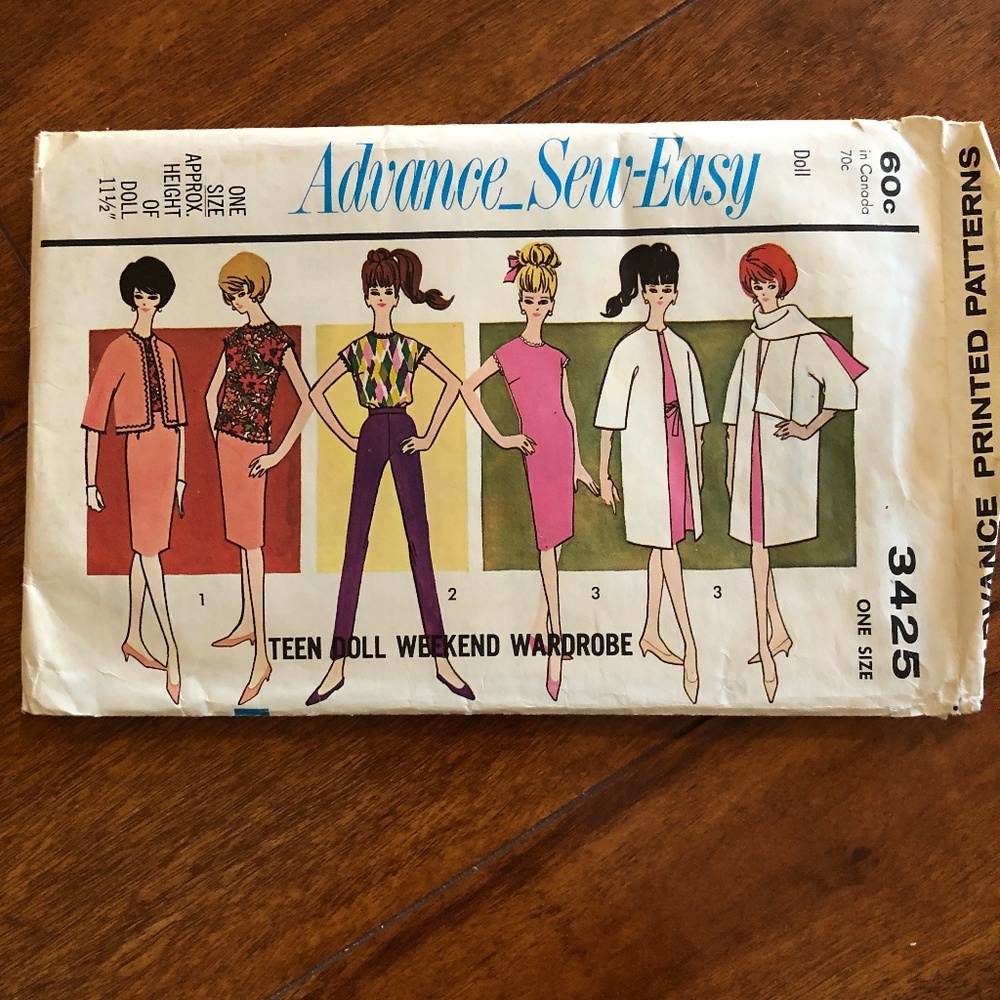 Advance Sew-Easy
Doll
60c
in Canada
70c
ONE
SIZE
APPROX.
HEIGHT
OF
DOLL
11½"
1
2
3
3
TEEN DOLL WEEKEND WARDROBE
3425
ONE SIZE
ADVANCE PRINTED PATTERNS